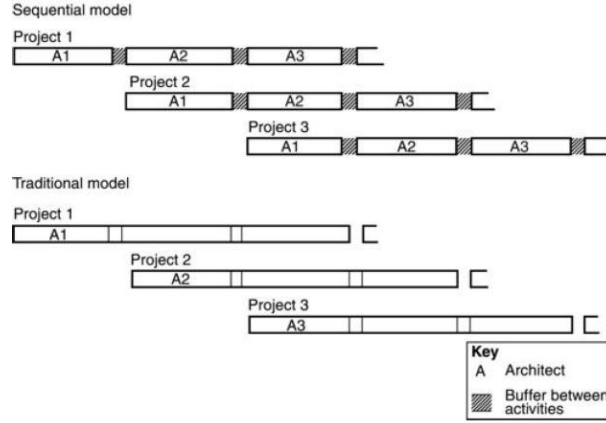 Sequential model
Project 1
A1 A2 A3
Project 2
A1 A2 A3
Project 3
A1 A2 A3
Traditional model
Project 1
A1
Project 2
A2
Project 3
A3
Key
A Architect
Buffer between
activities